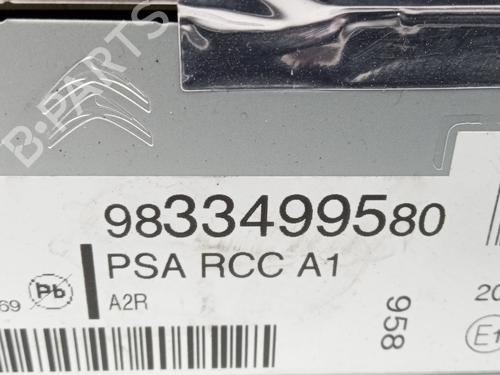 B-PARTS
9833499580
PSA RCC A1
69
Pb
A2R
958
20
E1